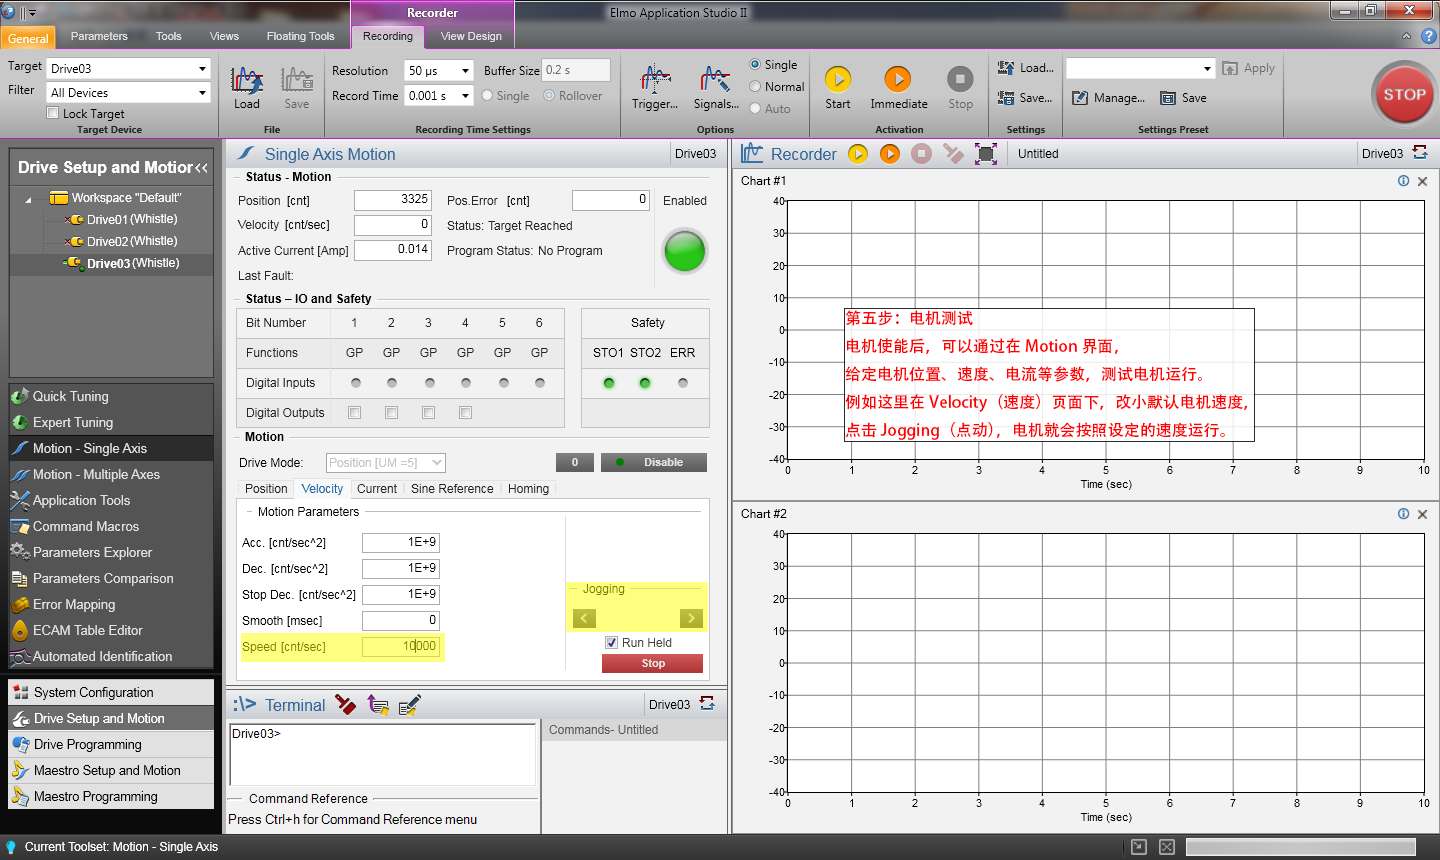 Recorder
Elmo Application Studio II
General
Parameters
Tools
Views
Floating Tools
Recording
View Design
Target
Drive03
Filter
All Devices
Lock Target
Target Device
Load
Save
File
Resolution
50 µs
Buffer Size
0.2 s
Record Time
0.001 s
Single
Rollover
Recording Time Settings
Trigger...
Signals...
Single
Normal
Auto
Options
Start
Immediate
Stop
Activation
Load...
Save...
Settings
Apply
Manage...
Save
Settings Preset
STOP
Drive Setup and Motion<<
Workspace "Default"
Drive01 (Whistle)
Drive02 (Whistle)
Drive03 (Whistle)
Quick Tuning
Expert Tuning
Motion - Single Axis
Motion - Multiple Axes
Application Tools
Command Macros
Parameters Explorer
Parameters Comparison
Error Mapping
ECAM Table Editor
Automated Identification
System Configuration
Drive Setup and Motion
Drive Programming
Maestro Setup and Motion
Maestro Programming
Single Axis Motion
Drive03
Status - Motion
Position [cnt]
3325
Pos.Error [cnt]
0
Enabled
Velocity [cnt/sec]
0
Status: Target Reached
Active Current [Amp]
0.014
Program Status: No Program
Last Fault:
Status – IO and Safety
Bit Number 1 2 3 4 5 6
Safety
Functions GP GP GP GP GP GP
STO1 STO2 ERR
Digital Inputs
Digital Outputs
Motion
Drive Mode:
Position [UM =5]
0
Disable
Position
Velocity
Current
Sine Reference
Homing
Motion Parameters
Acc. [cnt/sec^2]
1E+9
Dec. [cnt/sec^2]
1E+9
Stop Dec. [cnt/sec^2]
1E+9
Smooth [msec]
0
Speed [cnt/sec]
10000
Jogging
<
>
Run Held
Stop
:\> Terminal
Drive03
Drive03>
Commands- Untitled
Command Reference
Press Ctrl+h for Command Reference menu
Recorder
Untitled
Drive03
Chart #1
40
30
20
10
0
-10
-20
-30
-40
0 1 2 3 4 5 6 7 8 9 10
Time (sec)
第五步：电机测试
电机使能后，可以通过在 Motion 界面，
给定电机位置、速度、电流等参数，测试电机运行。
例如这里在 Velocity（速度）页面下，改小默认电机速度，
点击 Jogging（点动），电机就会按照设定的速度运行。
Chart #2
40
30
20
10
0
-10
-20
-30
-40
0 1 2 3 4 5 6 7 8 9 10
Time (sec)
Current Toolset: Motion - Single Axis